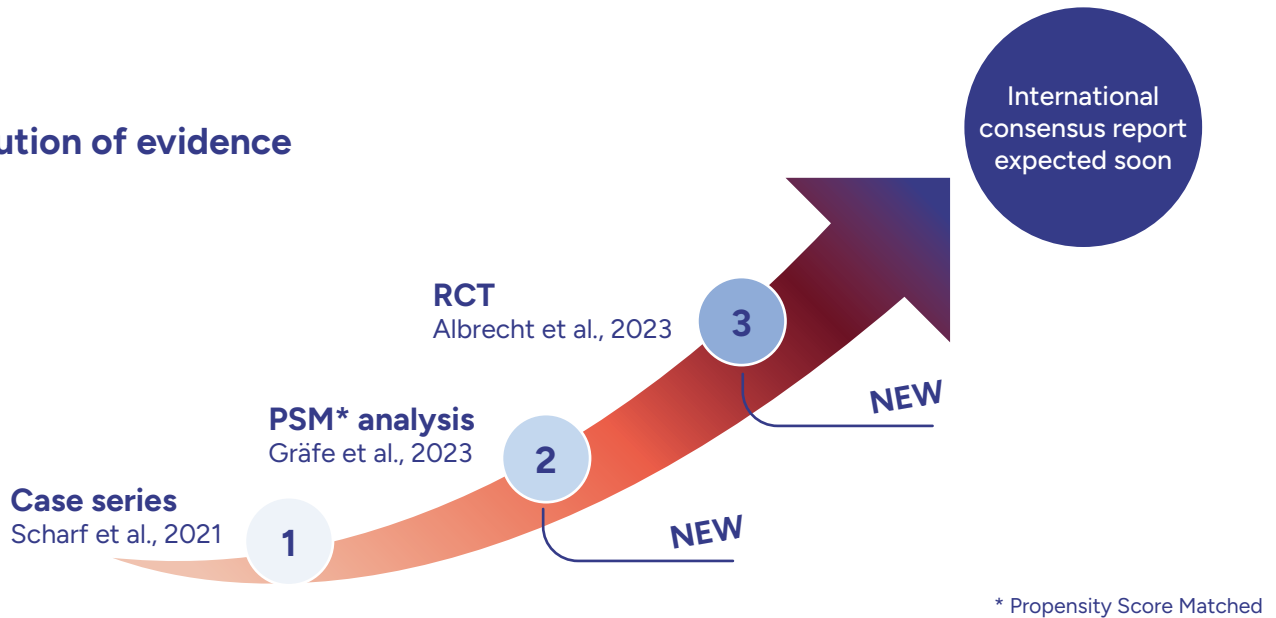 ution of evidence
International
consensus report
expected soon
RCT
Albrecht et al., 2023
3
NEW
PSM* analysis
Gräfe et al., 2023
2
NEW
Case series
Scharf et al., 2021
1
* Propensity Score Matched